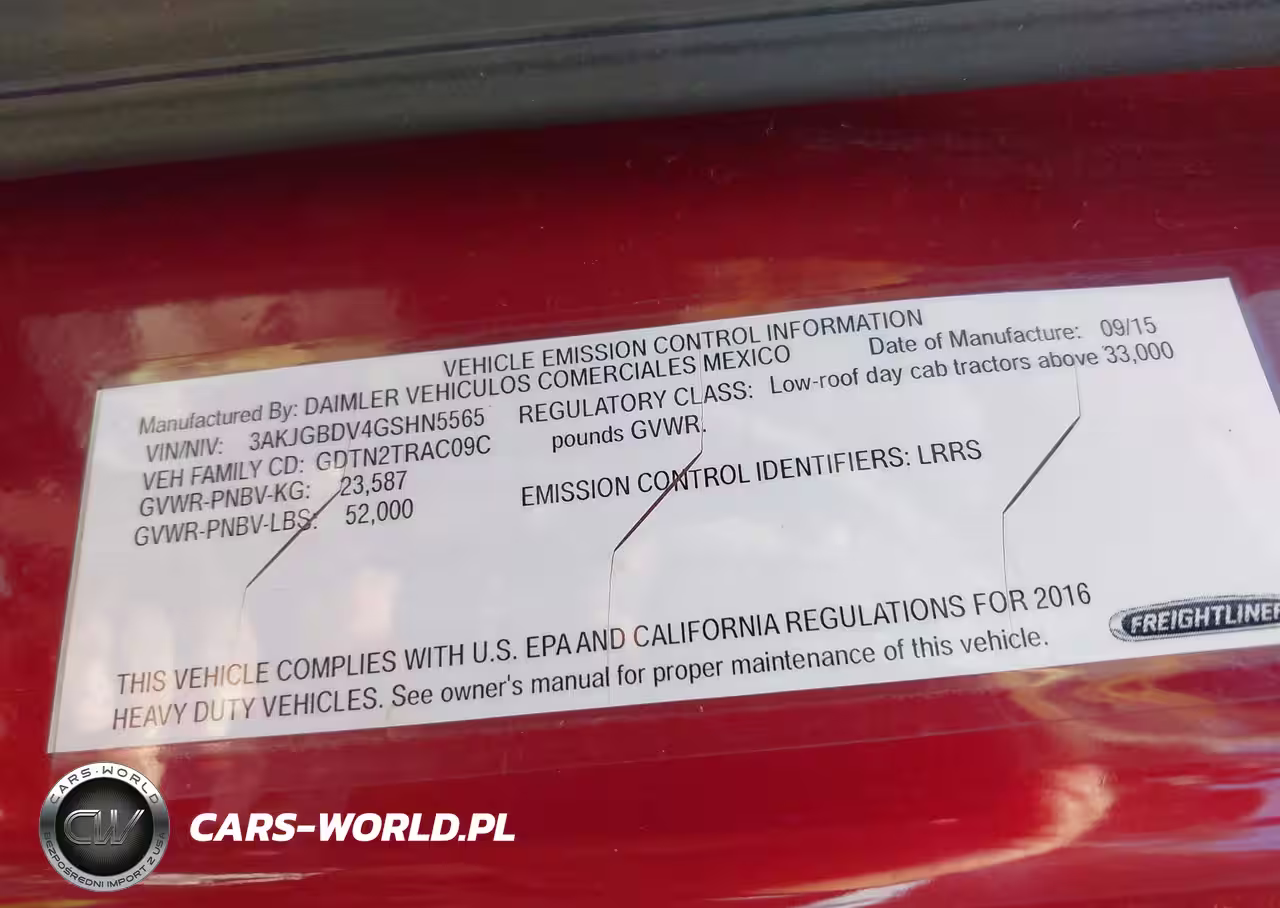 VEHICLE EMISSION CONTROL INFORMATION
Manufactured By: DAIMLER VEHICULOS COMERCIALES MEXICO
Date of Manufacture: 09/15
VIN/NIV: 3AKJGBDV4GSHN5565
REGULATORY CLASS: Low-roof day cab tractors above 33,000
pounds GVWR.
VEH FAMILY CD: GDTN2TRAC09C
GVWR-PNBV-KG: 23,587
EMISSION CONTROL IDENTIFIERS: LRRS
GVWR-PNBV-LBS: 52,000
THIS VEHICLE COMPLIES WITH U.S. EPA AND CALIFORNIA REGULATIONS FOR 2016
HEAVY DUTY VEHICLES. See owner's manual for proper maintenance of this vehicle.
FREIGHTLINER
CARS-WORLD
CW
BEZPOŚREDNI IMPORT Z USA
CARS-WORLD.PL